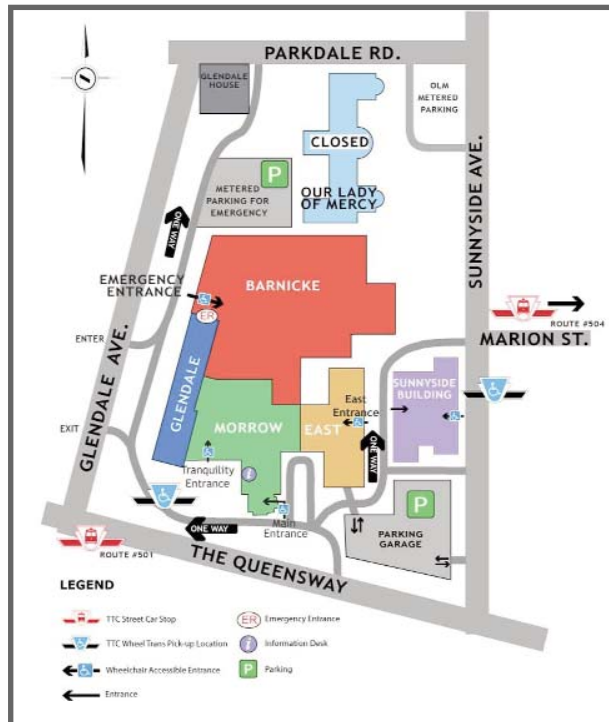 PARKDALE RD.
GLENDALE
HOUSE
OLM
METERED
PARKING
CLOSED
OUR LADY
OF MERCY
P
METERED
PARKING FOR
EMERGENCY
SUNNYSIDE AVE.
ONE WAY
BARNICKE
EMERGENCY
ENTRANCE
ER
ROUTE #504
MARION ST.
ENTER
GLENDALE AVE.
GLENDALE
SUNNYSIDE
BUILDING
East
Entrance
MORROW
EAST
EXIT
ONE WAY
Tranquility
Entrance
i
P
PARKING
GARAGE
Main
Entrance
ONE WAY
ROUTE #501
THE QUEENSWAY
LEGEND
TTC Street Car Stop
ER
Emergency Entrance
TTC Wheel Trans Pick-up Location
i
Information Desk
Wheelchair Accessible Entrance
P
Parking
Entrance